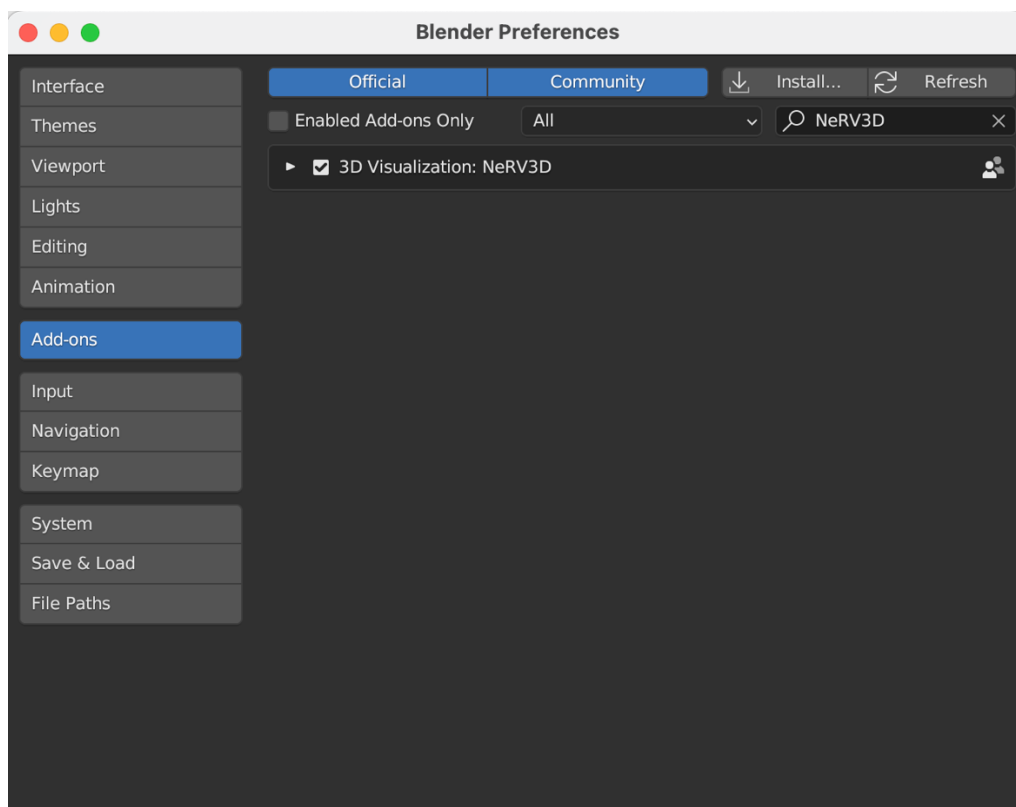 Blender Preferences
Interface
Themes
Viewport
Lights
Editing
Animation
Add-ons
Input
Navigation
Keymap
System
Save & Load
File Paths
Official Community Install... Refresh
Enabled Add-ons Only All NeRV3D
3D Visualization: NeRV3D